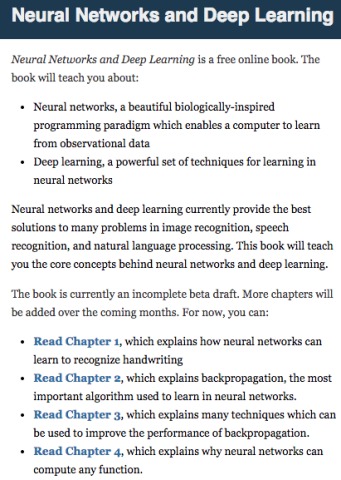 Neural Networks and Deep Learning
Neural Networks and Deep Learning is a free online book. The
book will teach you about:
• Neural networks, a beautiful biologically-inspired
programming paradigm which enables a computer to learn
from observational data
• Deep learning, a powerful set of techniques for learning in
neural networks
Neural networks and deep learning currently provide the best
solutions to many problems in image recognition, speech
recognition, and natural language processing. This book will teach
you the core concepts behind neural networks and deep learning.
The book is currently an incomplete beta draft. More chapters will
be added over the coming months. For now, you can:
• Read Chapter 1, which explains how neural networks can
learn to recognize handwriting
• Read Chapter 2, which explains backpropagation, the most
important algorithm used to learn in neural networks.
• Read Chapter 3, which explains many techniques which can
be used to improve the performance of backpropagation.
• Read Chapter 4, which explains why neural networks can
compute any function.